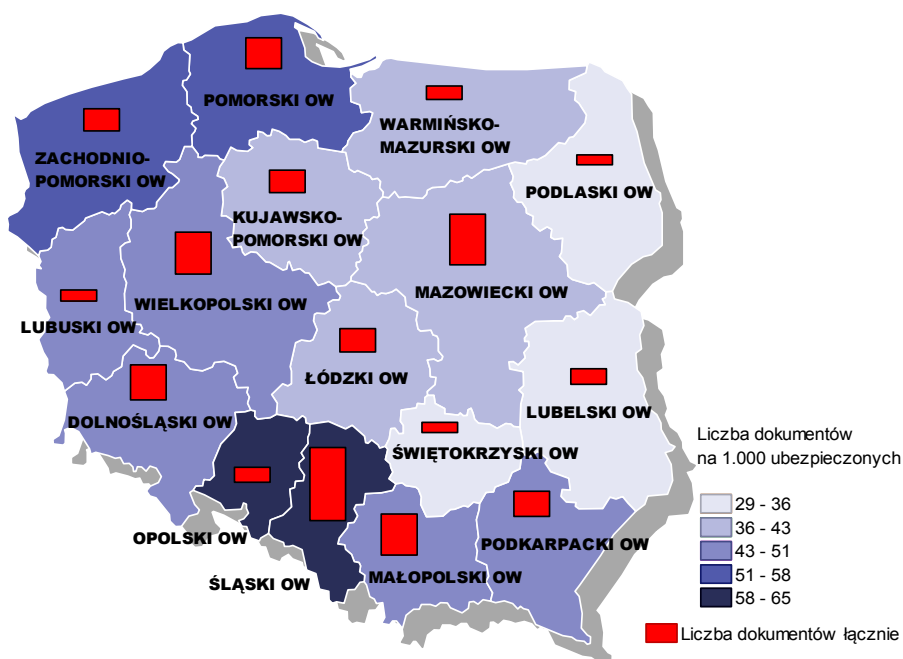 POMORSKI OW
WARMIŃSKO-
MAZURSKI OW
ZACHODNIO-
POMORSKI OW
PODLASKI OW
KUJAWSKO-
POMORSKI OW
MAZOWIECKI OW
WIELKOPOLSKI OW
LUBUSKI OW
ŁÓDZKI OW
DOLNOŚLĄSKI OW
LUBELSKI OW
ŚWIĘTOKRZYSKI OW
OPOLSKI OW
PODKARPACKI OW
ŚLĄSKI OW
MAŁOPOLSKI OW
Liczba dokumentów
na 1.000 ubezpieczonych
29 - 36
36 - 43
43 - 51
51 - 58
58 - 65
Liczba dokumentów łącznie